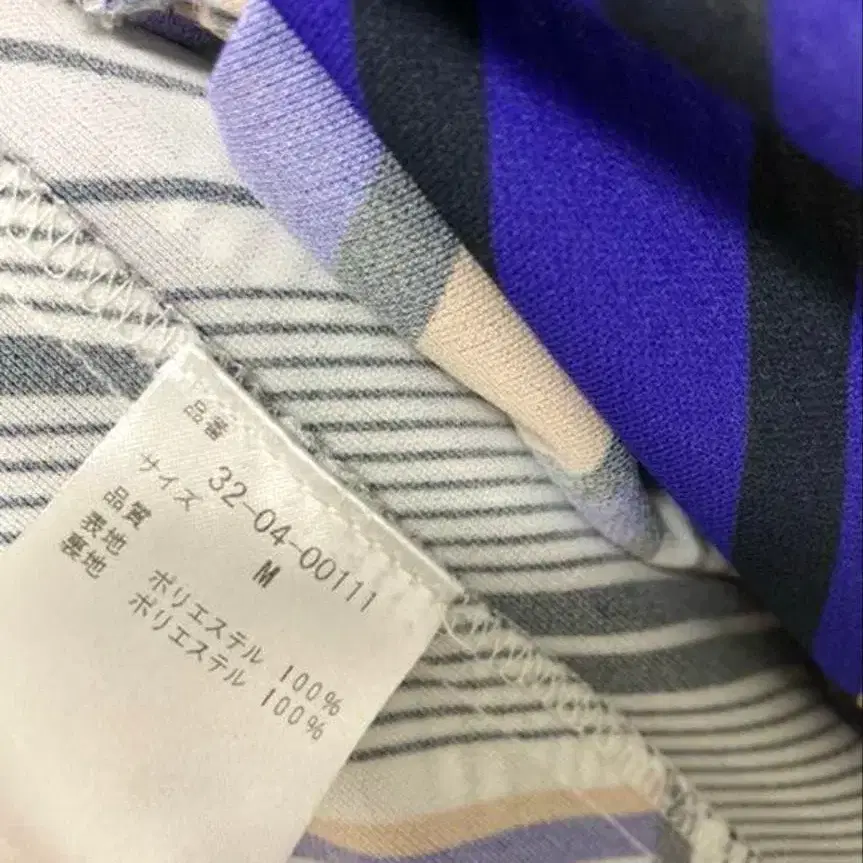 品番 32-04-00111
サイズ M
品質
表地 ポリエステル 100%
裏地 ポリエステル 100%